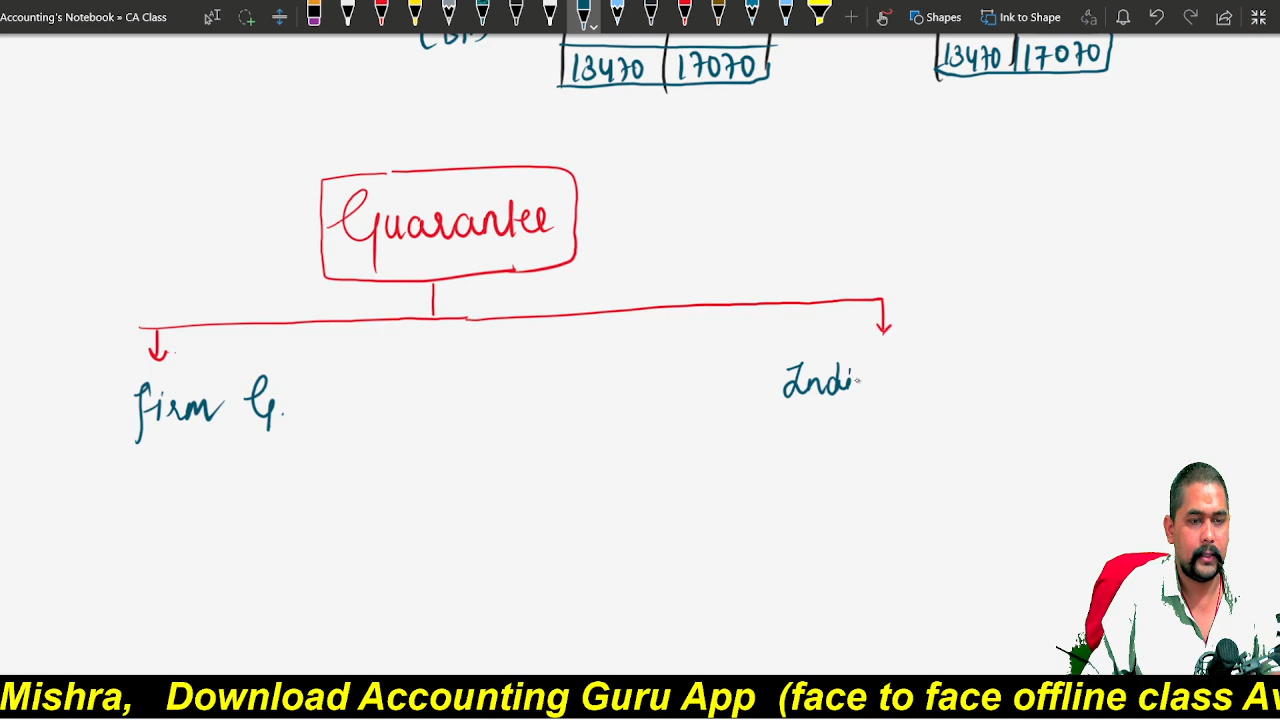 Accounting's Notebook » CA Class
Shapes
Ink to Shape
13470 17070
13470 17070
Guarantee
firm G.
Indi
Mishra, Download Accounting Guru App (face to face offline class Av